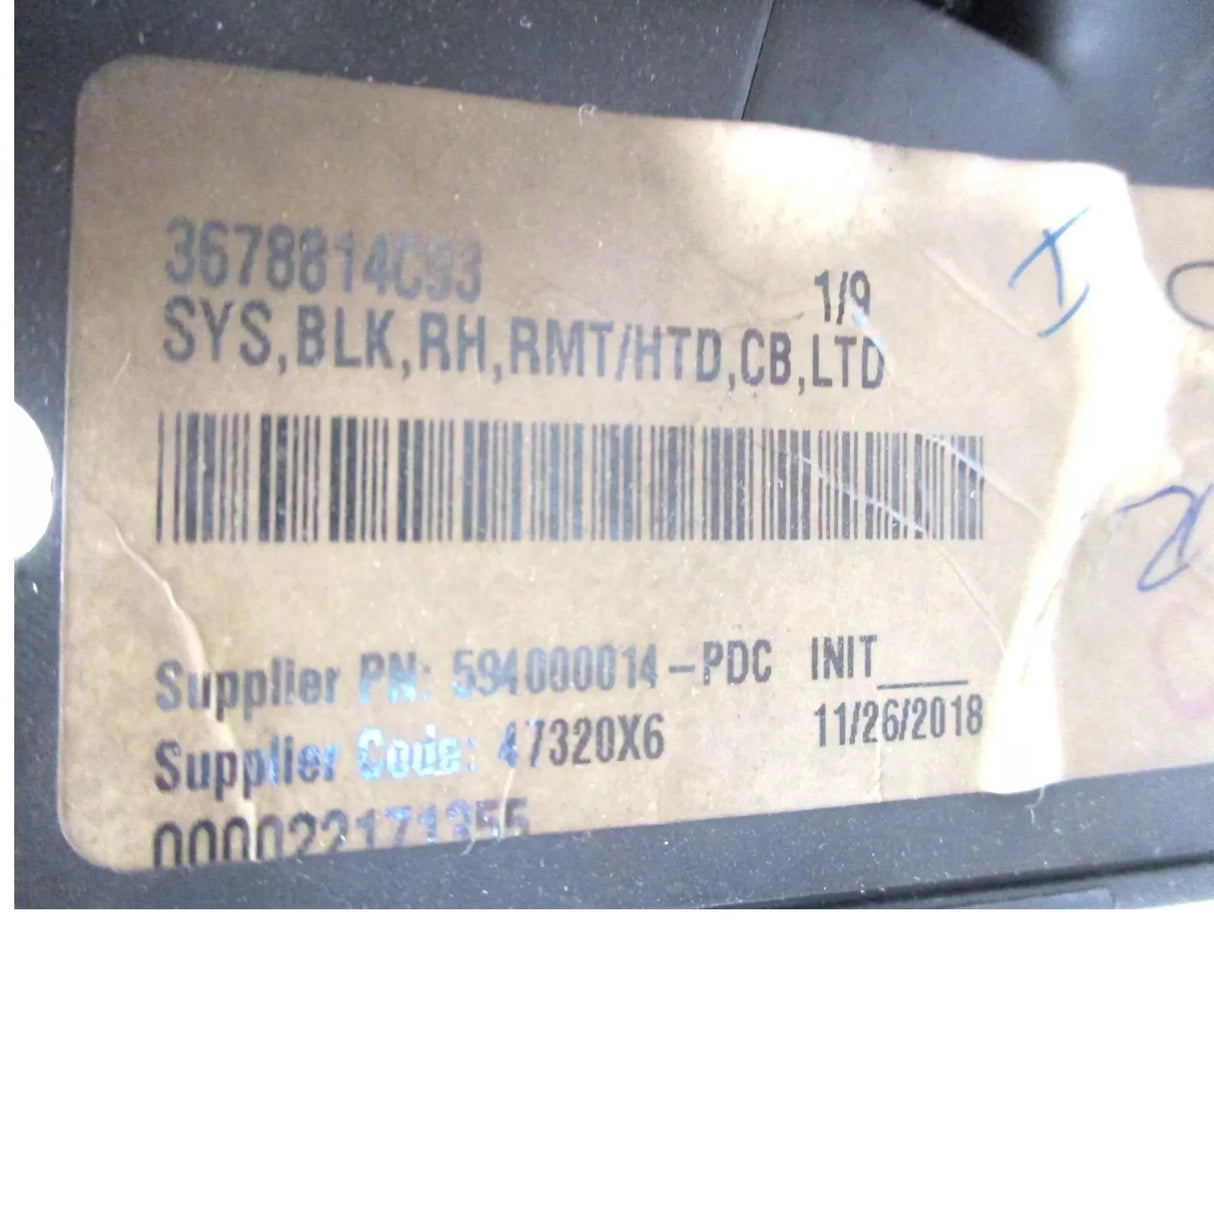 3678814C93
1/9
SYS,BLK,RH,RMT/HTD,CB,LTD
Supplier PN: 594000014-PDC INIT____
Supplier Code: 47320X6 11/26/2018
000022171355